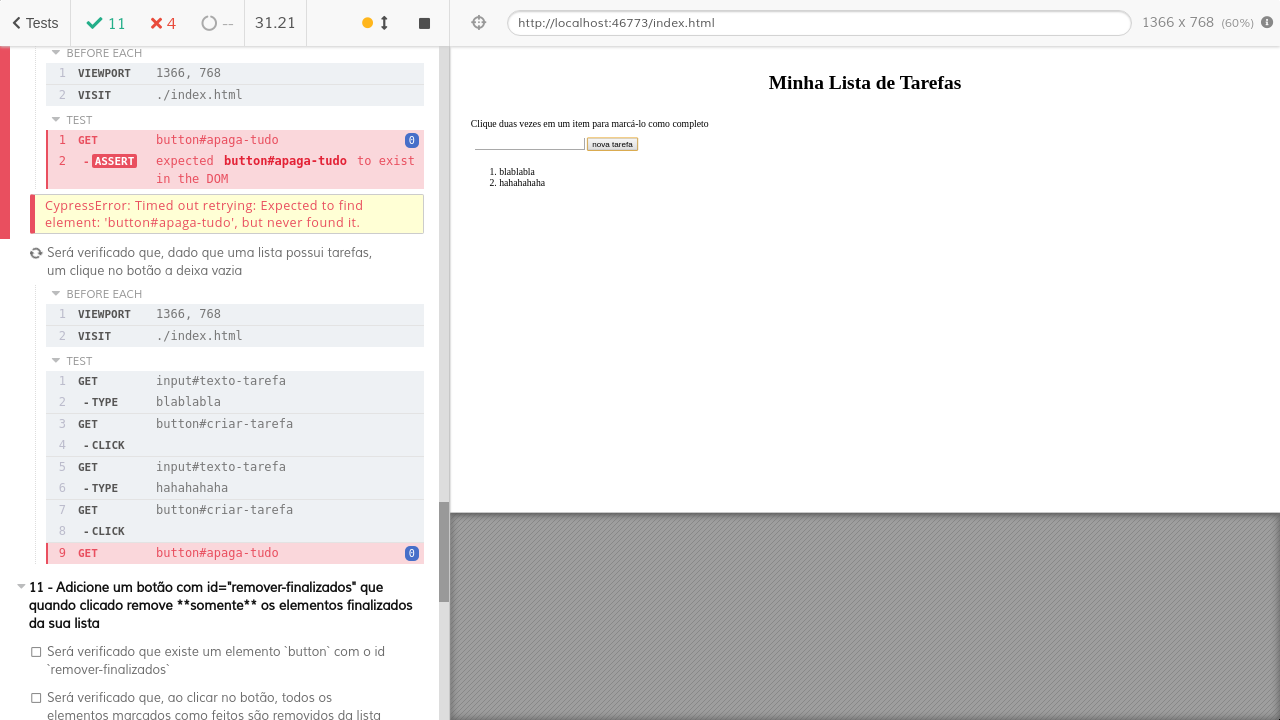 Tests
11
4
--
31.21
http://localhost:46773/index.html
1366 x 768 (60%)
BEFORE EACH
1 VIEWPORT 1366, 768
2 VISIT ./index.html
TEST
1 GET button#apaga-tudo 0
2 - ASSERT expected button#apaga-tudo to exist
in the DOM
CypressError: Timed out retrying: Expected to find
element: 'button#apaga-tudo', but never found it.
Será verificado que, dado que uma lista possui tarefas,
um clique no botão a deixa vazia
BEFORE EACH
1 VIEWPORT 1366, 768
2 VISIT ./index.html
TEST
1 GET input#texto-tarefa
2 - TYPE blablabla
3 GET button#criar-tarefa
4 - CLICK
5 GET input#texto-tarefa
6 - TYPE hahahahaha
7 GET button#criar-tarefa
8 - CLICK
9 GET button#apaga-tudo 0
11 - Adicione um botão com id="remover-finalizados" que
quando clicado remove **somente** os elementos finalizados
da sua lista
Será verificado que existe um elemento `button` com o id
`remover-finalizados`
Será verificado que, ao clicar no botão, todos os
elementos marcados como feitos são removidos da lista
Minha Lista de Tarefas
Clique duas vezes em um item para marcá-lo como completo
nova tarefa
1. blablabla
2. hahahahaha